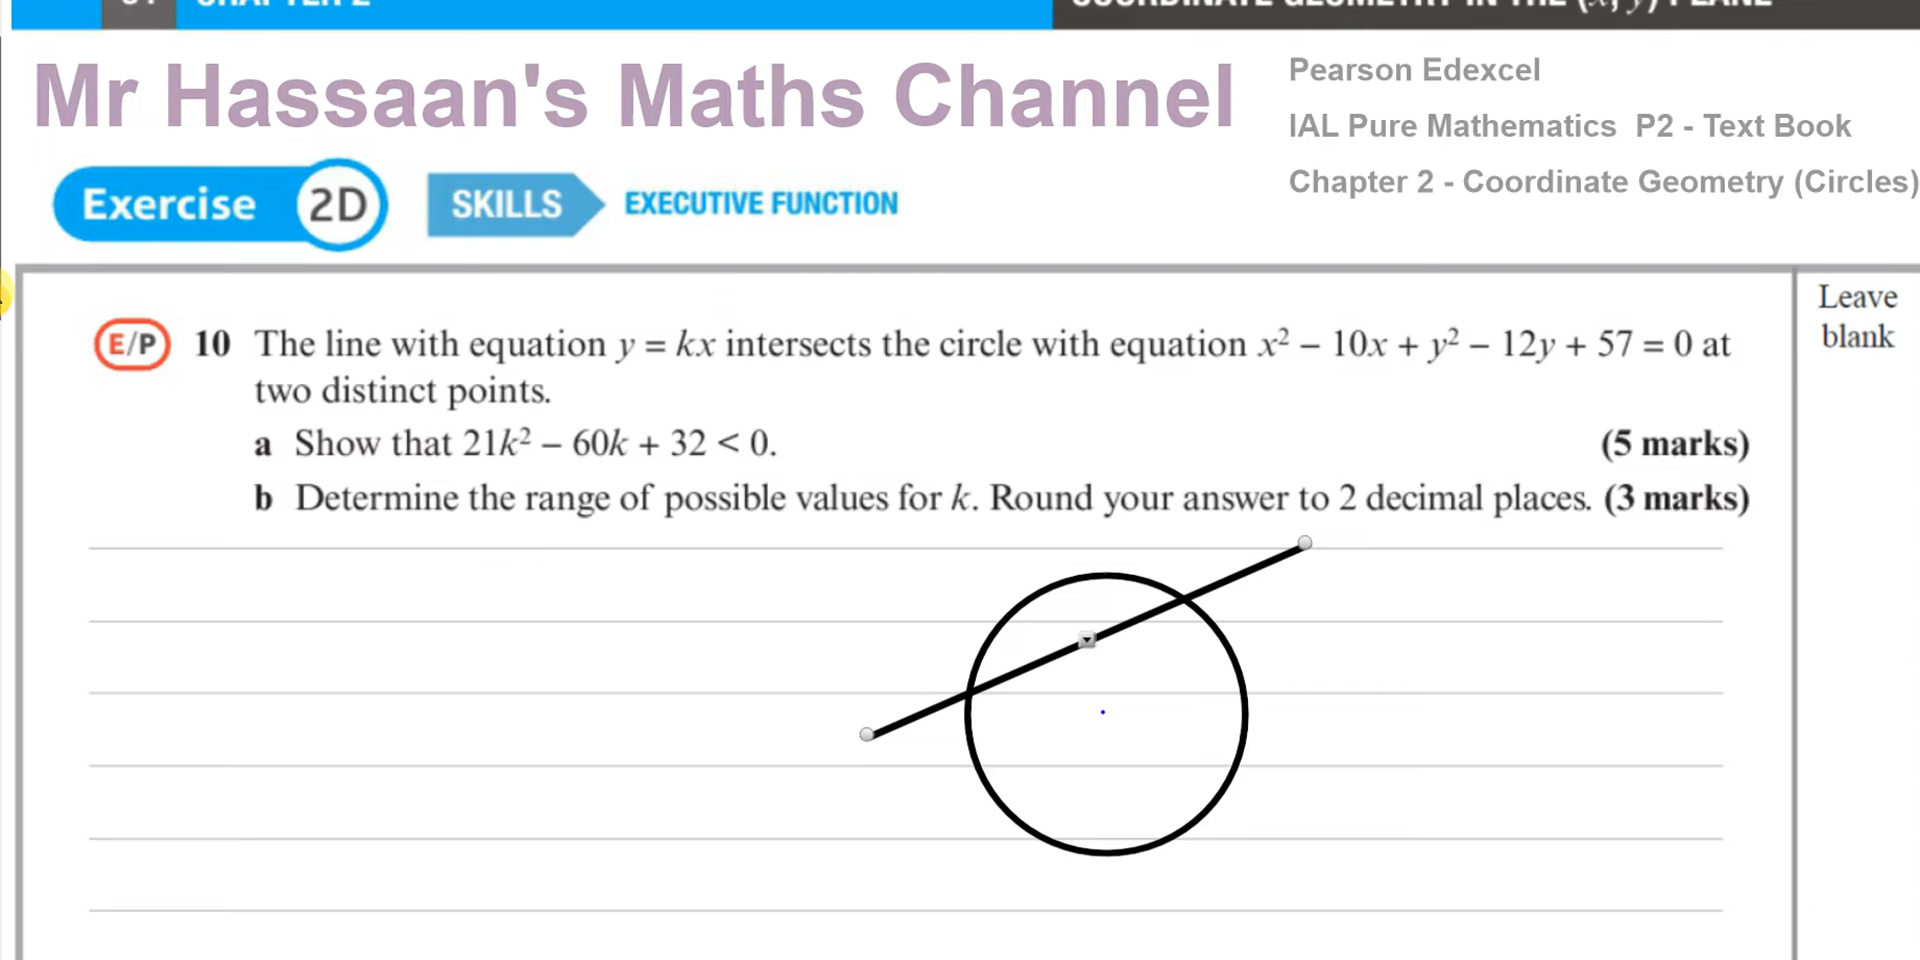 Mr Hassaan's Maths Channel
Pearson Edexcel
IAL Pure Mathematics P2 - Text Book
Chapter 2 - Coordinate Geometry (Circles)
Exercise 2D SKILLS EXECUTIVE FUNCTION
Leave
blank
E/P 10 The line with equation y = kx intersects the circle with equation x² − 10x + y² − 12y + 57 = 0 at
two distinct points.
a Show that 21k² − 60k + 32 < 0. (5 marks)
b Determine the range of possible values for k. Round your answer to 2 decimal places. (3 marks)